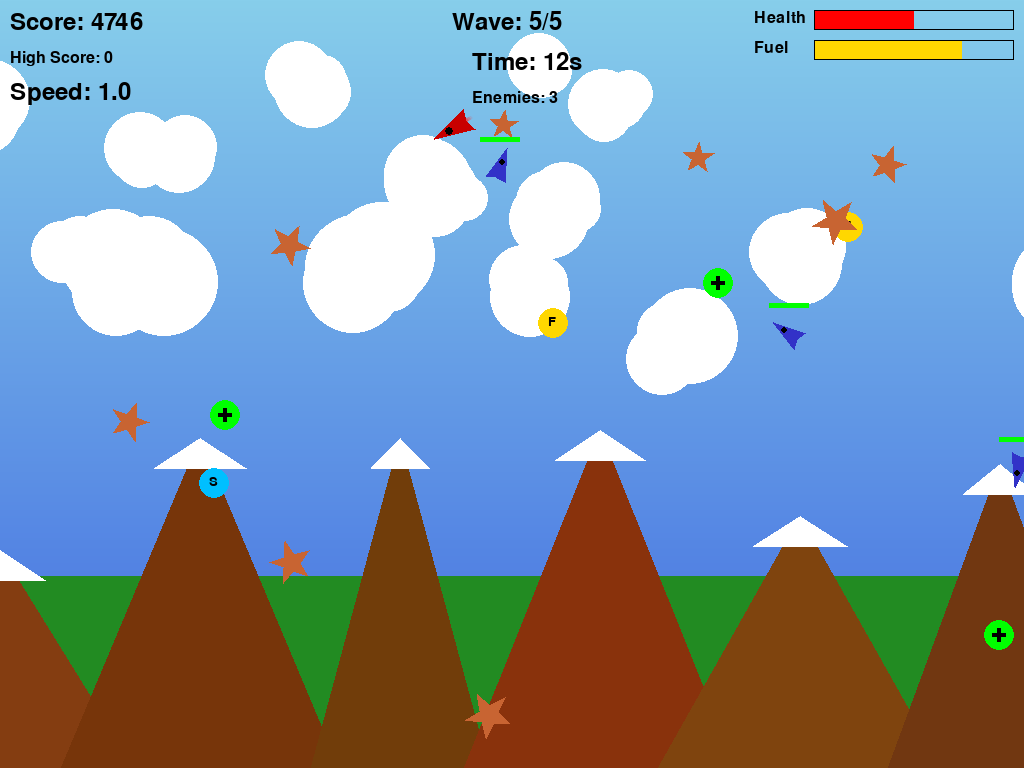 Score: 4746
High Score: 0
Speed: 1.0
Wave: 5/5
Time: 12s
Enemies: 3
Health
Fuel
F
S